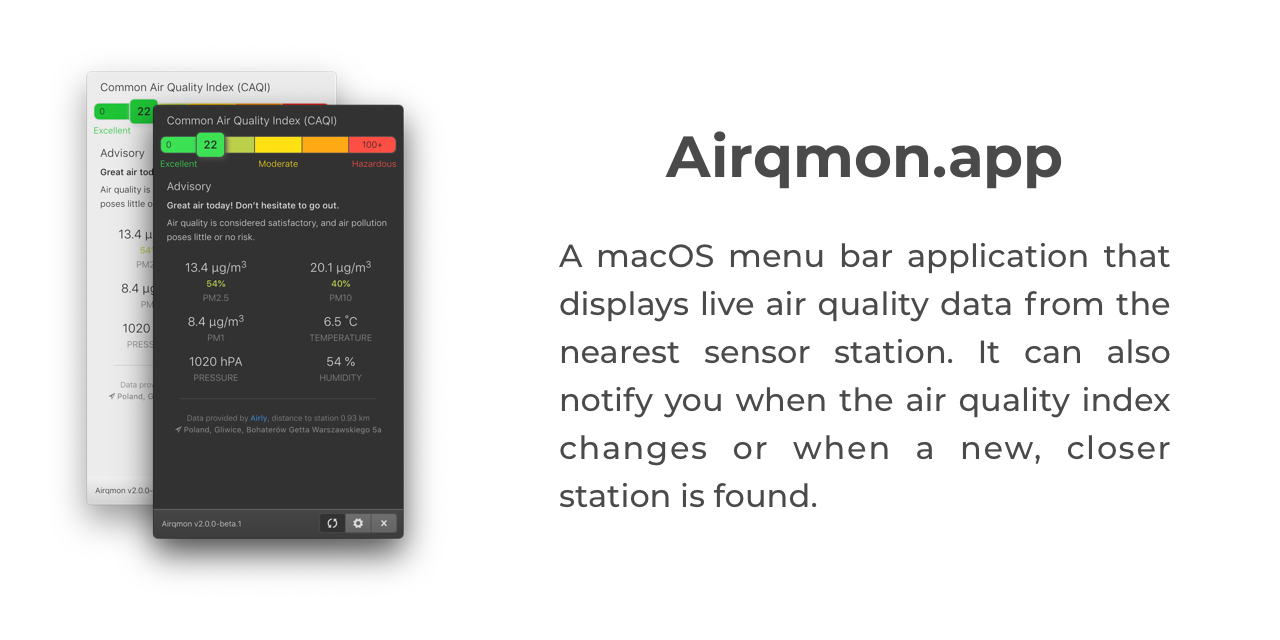 Common Air Quality Index (CAQI)
0 22
Excellent
Advisory
Great air tod
Air quality is
poses little o
13.4 µ
54
PM2
8.4 µg
PM
1020
PRESS
Data prov
Poland, G
Airqmon v2.0.0-
Common Air Quality Index (CAQI)
0 22 100+
Excellent Moderate Hazardous
Advisory
Great air today! Don't hesitate to go out.
Air quality is considered satisfactory, and air pollution
poses little or no risk.
13.4 µg/m³ 20.1 µg/m³
54% 40%
PM2.5 PM10
8.4 µg/m³ 6.5 ˚C
PM1 TEMPERATURE
1020 hPA 54 %
PRESSURE HUMIDITY
Data provided by Airly, distance to station 0.93 km
Poland, Gliwice, Bohaterów Getta Warszawskiego 5a
Airqmon v2.0.0-beta.1
Airqmon.app
A macOS menu bar application that
displays live air quality data from the
nearest sensor station. It can also
notify you when the air quality index
changes or when a new, closer
station is found.